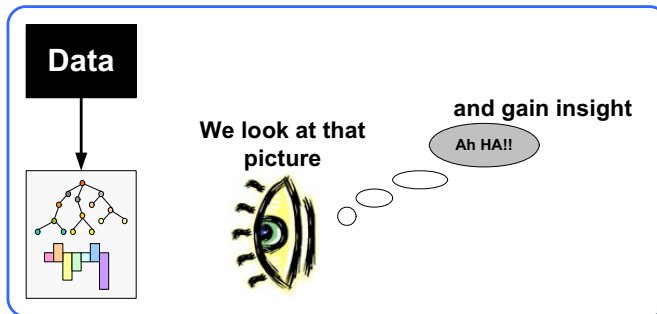 Data
We look at that
picture
and gain insight
Ah HA!!